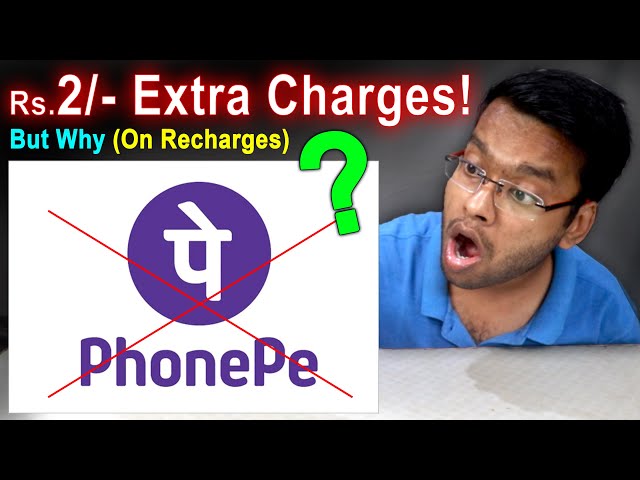 Rs.2/- Extra Charges!
But Why (On Recharges)
?
पे
PhonePe